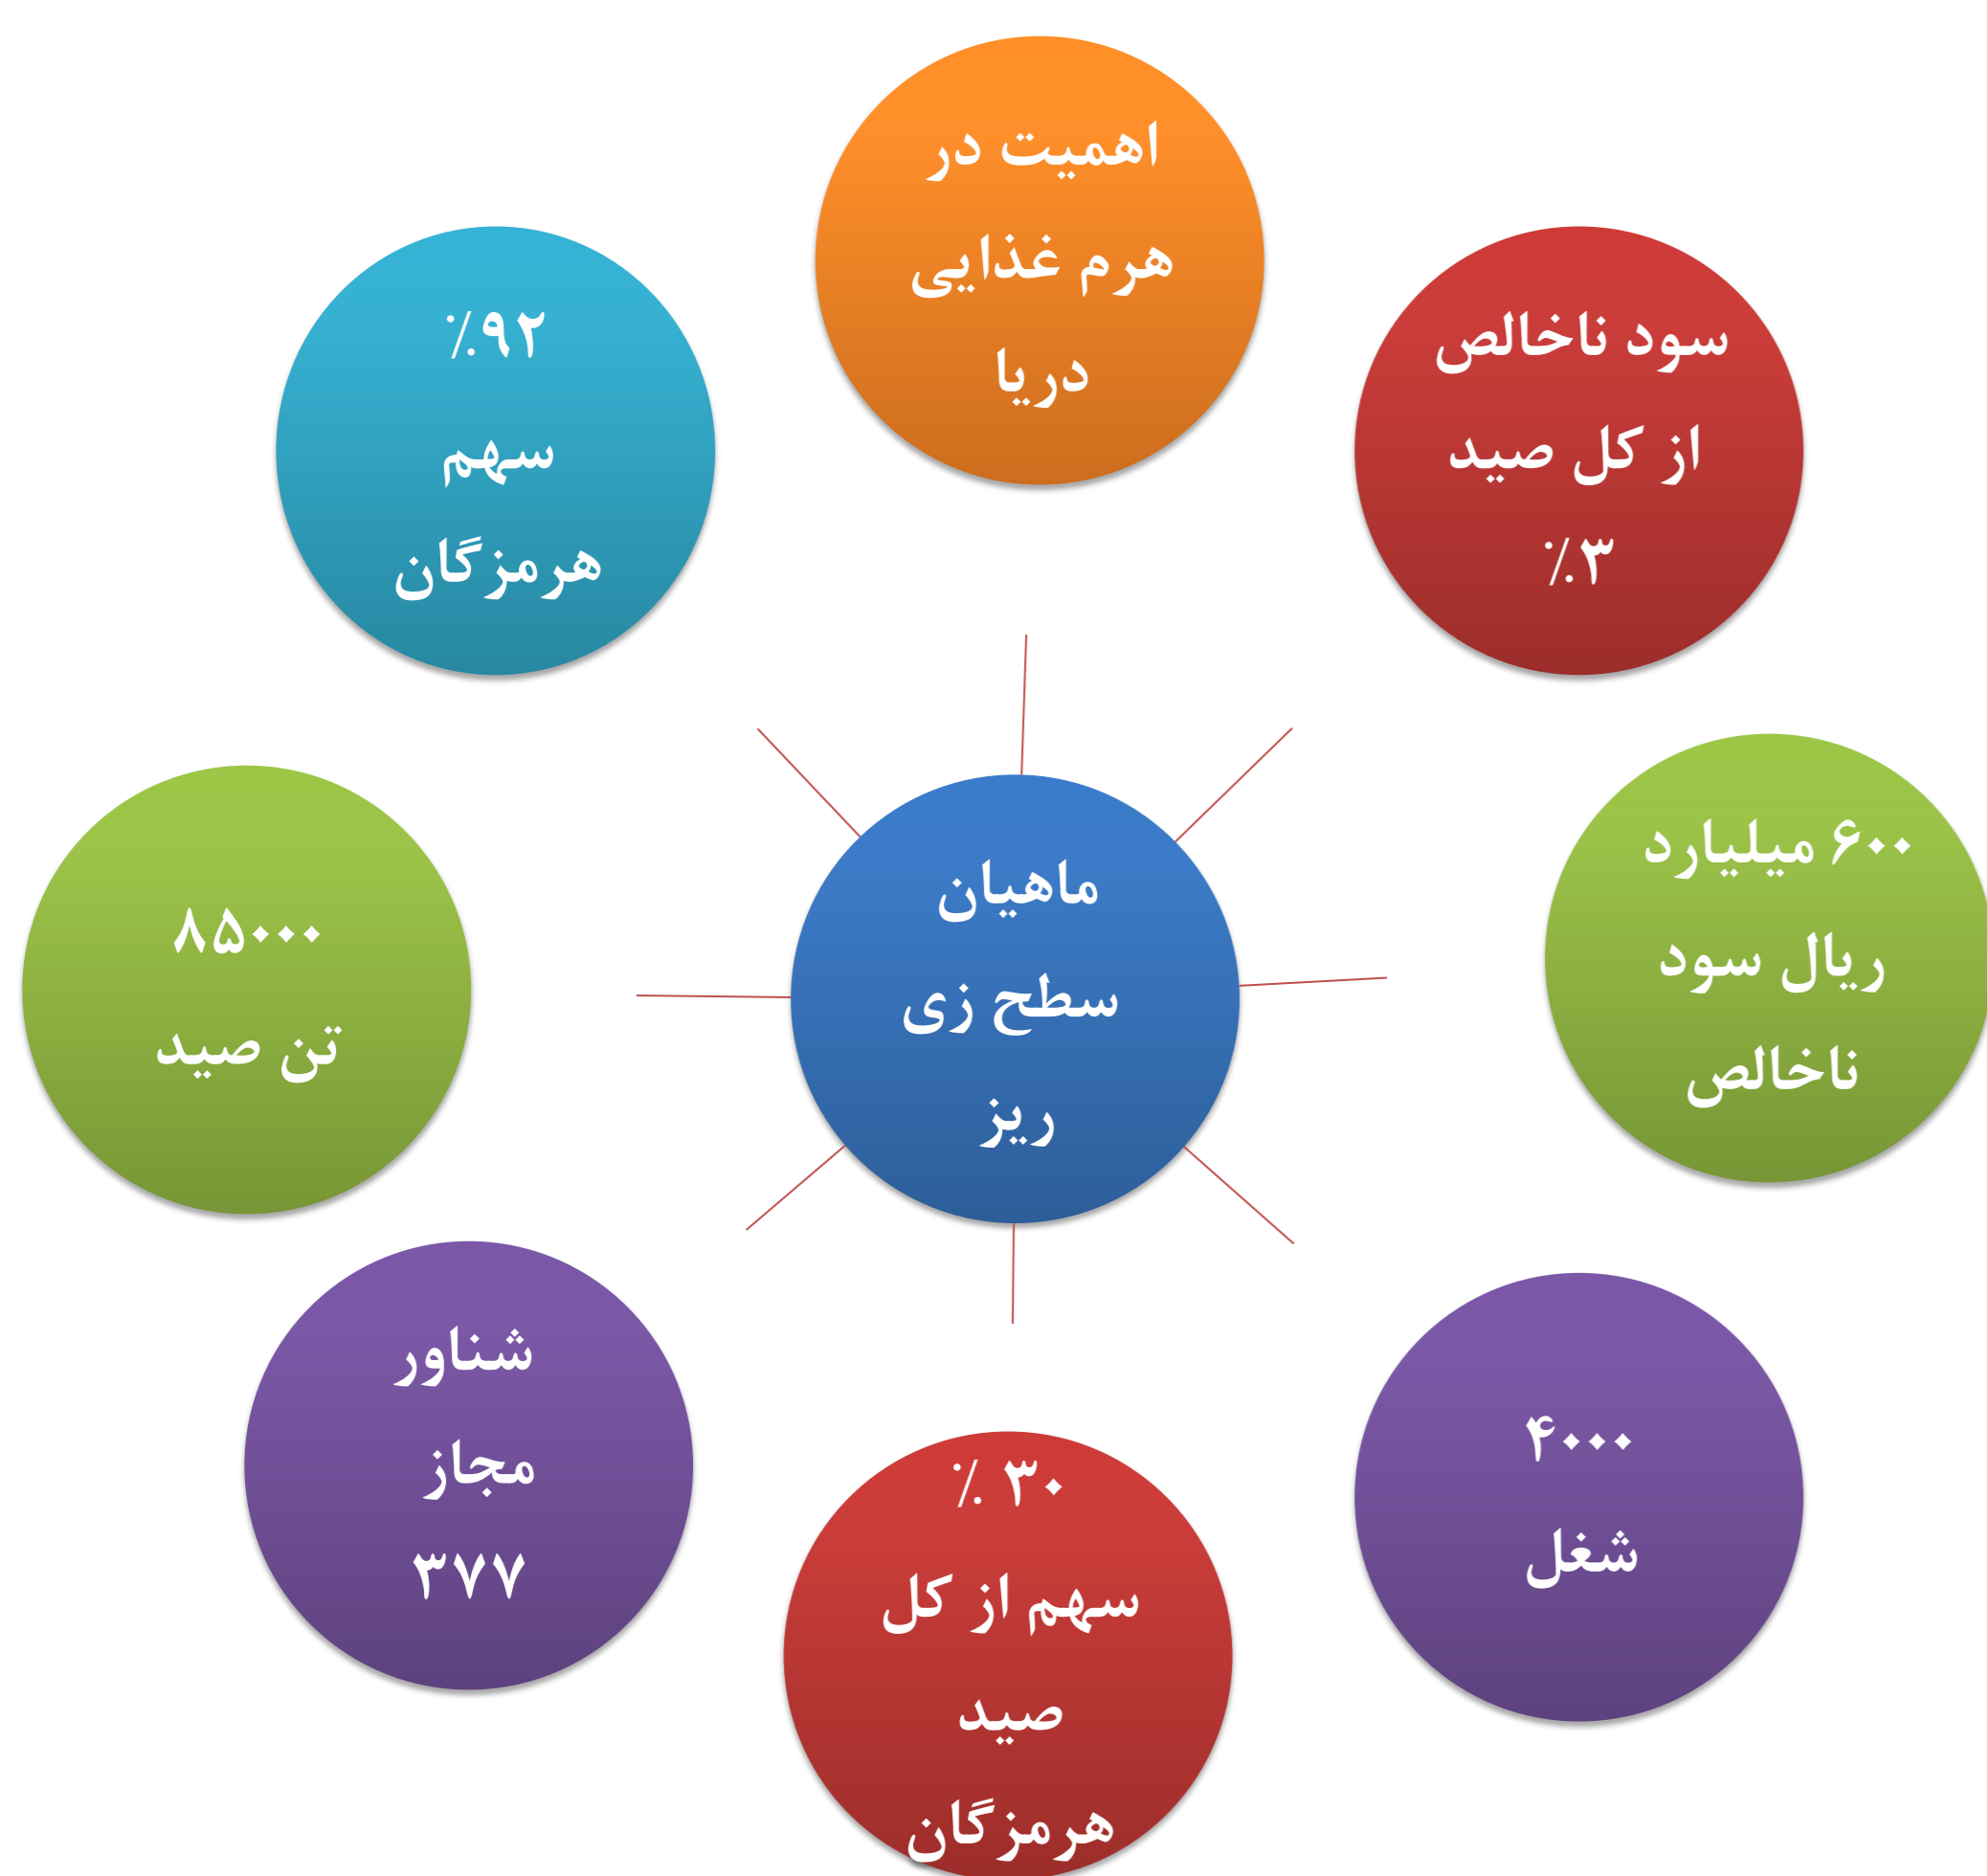 اهمیت در
هرم غذایی
دریا
سود ناخالص
از کل صید
۳٪
۶۰۰ میلیارد
ریال سود
ناخالص
۴۰۰۰
شغل
۳۰ ٪
سهم از کل
صید
هرمزگان
شناور
مجاز
۳۷۷
۸۵۰۰۰
تن صید
۹۲٪
سهم
هرمزگان
ماهیان
سطح زی
ریز